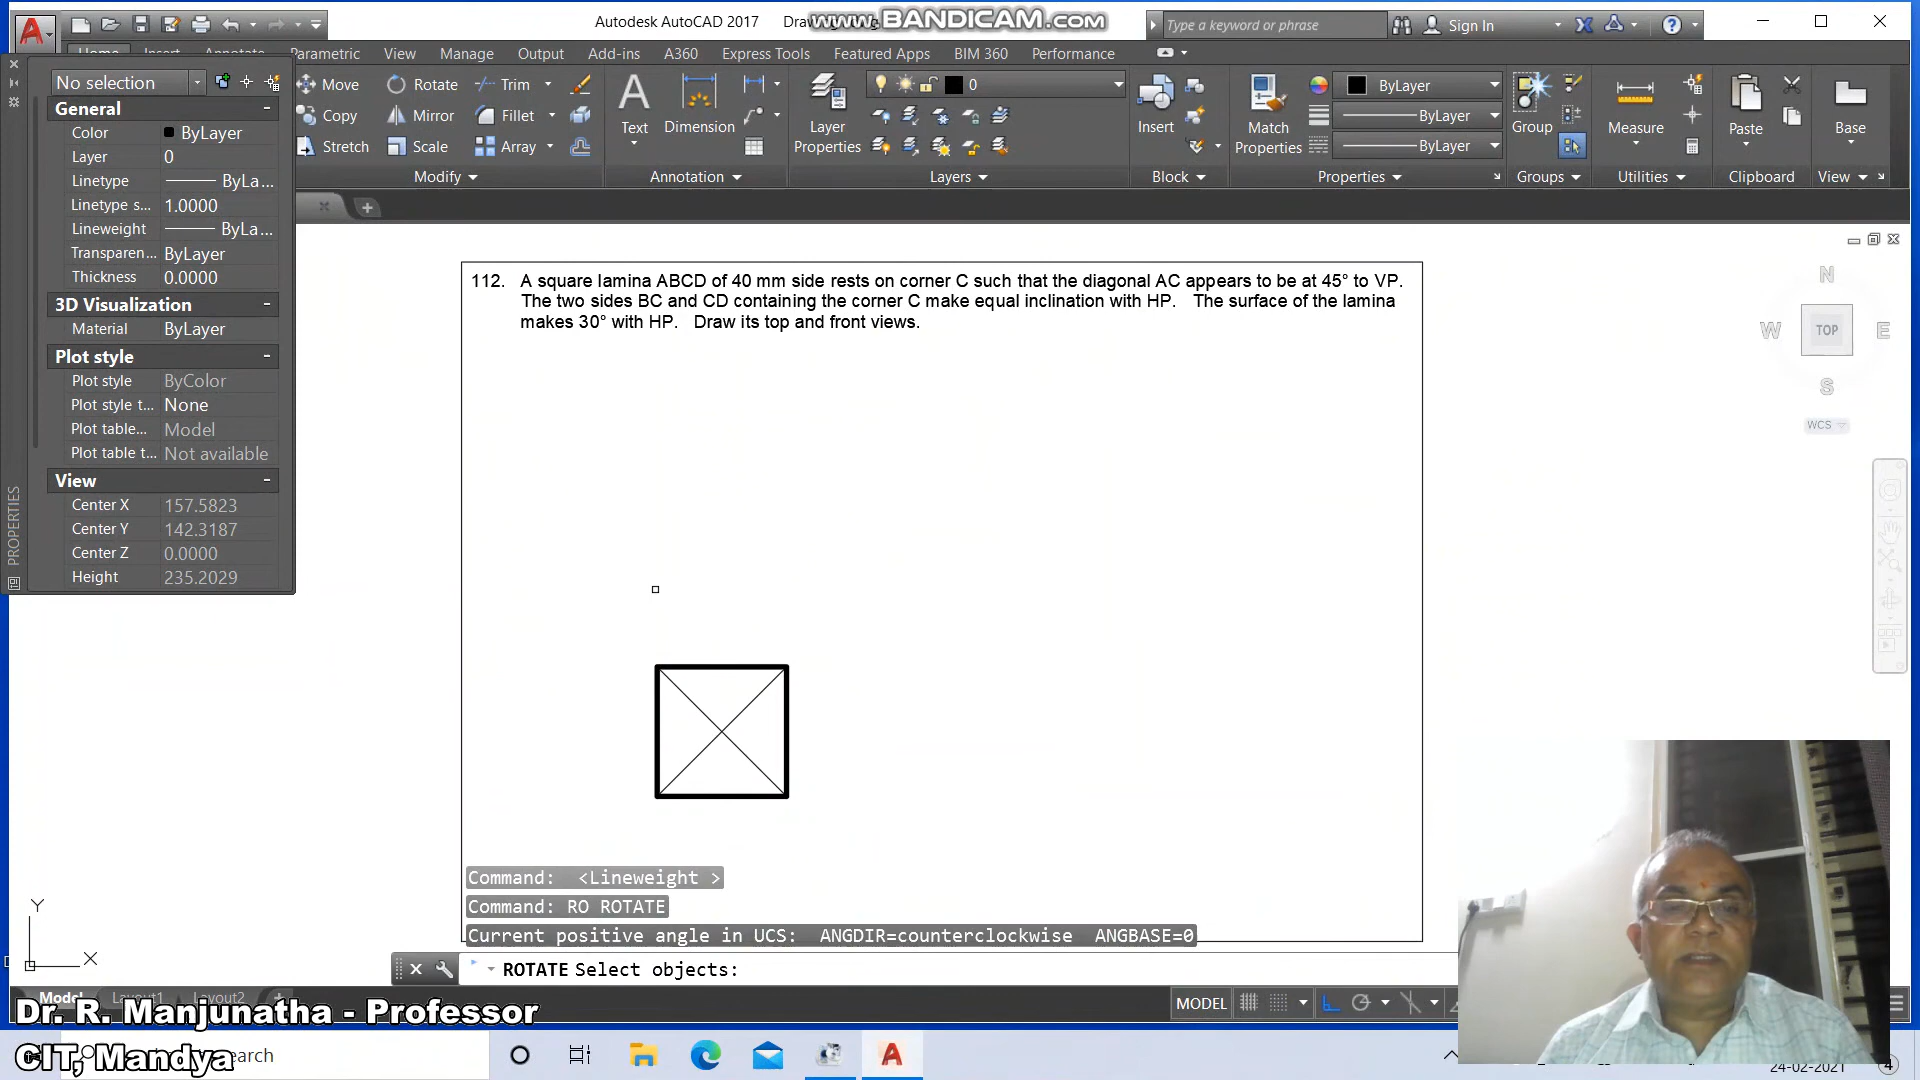 Autodesk AutoCAD 2017
www.BANDICAM.com
Type a keyword or phrase
Sign In
Parametric
View
Manage
Output
Add-ins
A360
Express Tools
Featured Apps
BIM 360
Performance
No selection
General
Color ByLayer
Layer 0
Linetype ByLa...
Linetype s... 1.0000
Lineweight ByLa...
Transparen... ByLayer
Thickness 0.0000
3D Visualization
Material ByLayer
Plot style
Plot style ByColor
Plot style t... None
Plot table... Model
Plot table t... Not available
View
Center X 157.5823
Center Y 142.3187
Center Z 0.0000
Height 235.2029
PROPERTIES
Move
Rotate
Trim
Copy
Mirror
Fillet
Stretch
Scale
Array
Modify
Text
Dimension
Annotation
Layer Properties
0
Layers
Insert
Block
Match Properties
ByLayer
ByLayer
ByLayer
Properties
Group
Groups
Measure
Utilities
Paste
Clipboard
Base
View
112. A square lamina ABCD of 40 mm side rests on corner C such that the diagonal AC appears to be at 45° to VP.
The two sides BC and CD containing the corner C make equal inclination with HP. The surface of the lamina
makes 30° with HP. Draw its top and front views.
N
W
TOP
E
S
WCS
Command: <Lineweight >
Command: RO ROTATE
Current positive angle in UCS: ANGDIR=counterclockwise ANGBASE=0
ROTATE Select objects:
Y
X
Model
Layout1
Layout2
MODEL
Dr. R. Manjunatha - Professor
CIT, Mandya
search
24-02-2021
4